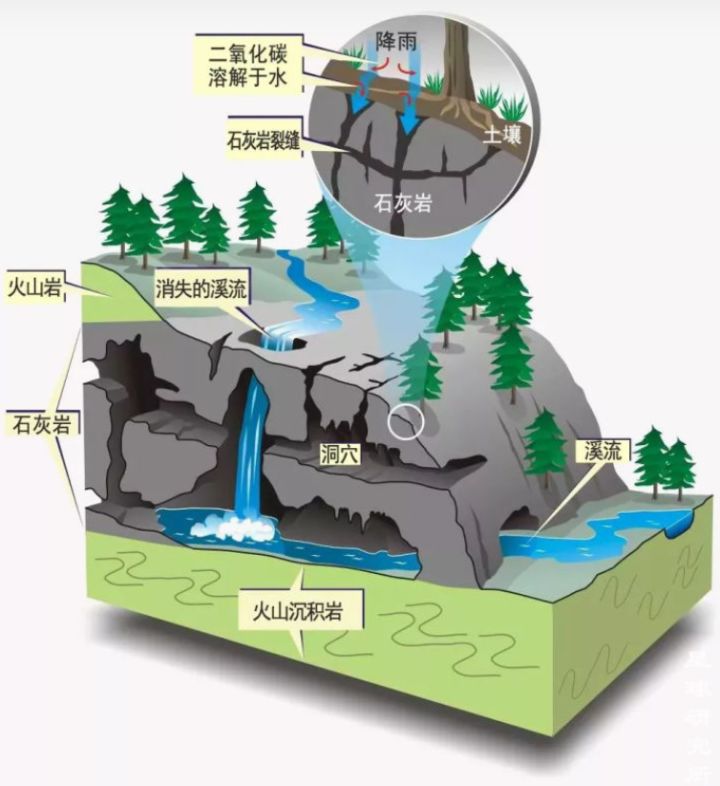 降雨
二氧化碳
溶解于水
石灰岩裂缝
土壤
石灰岩
火山岩
消失的溪流
石灰岩
洞穴
溪流
火山沉积岩
星球研究所